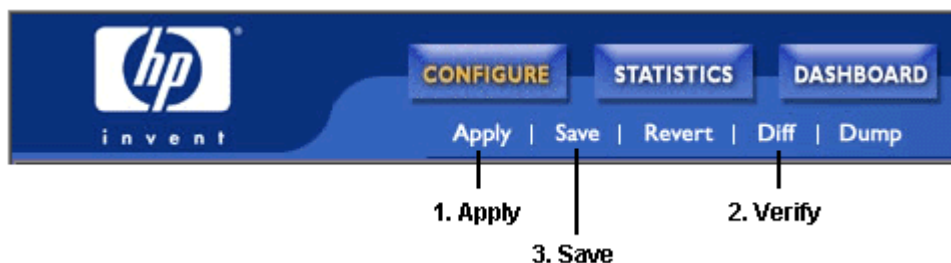 hp
invent
CONFIGURE STATISTICS DASHBOARD
Apply | Save | Revert | Diff | Dump
1. Apply 2. Verify
3. Save